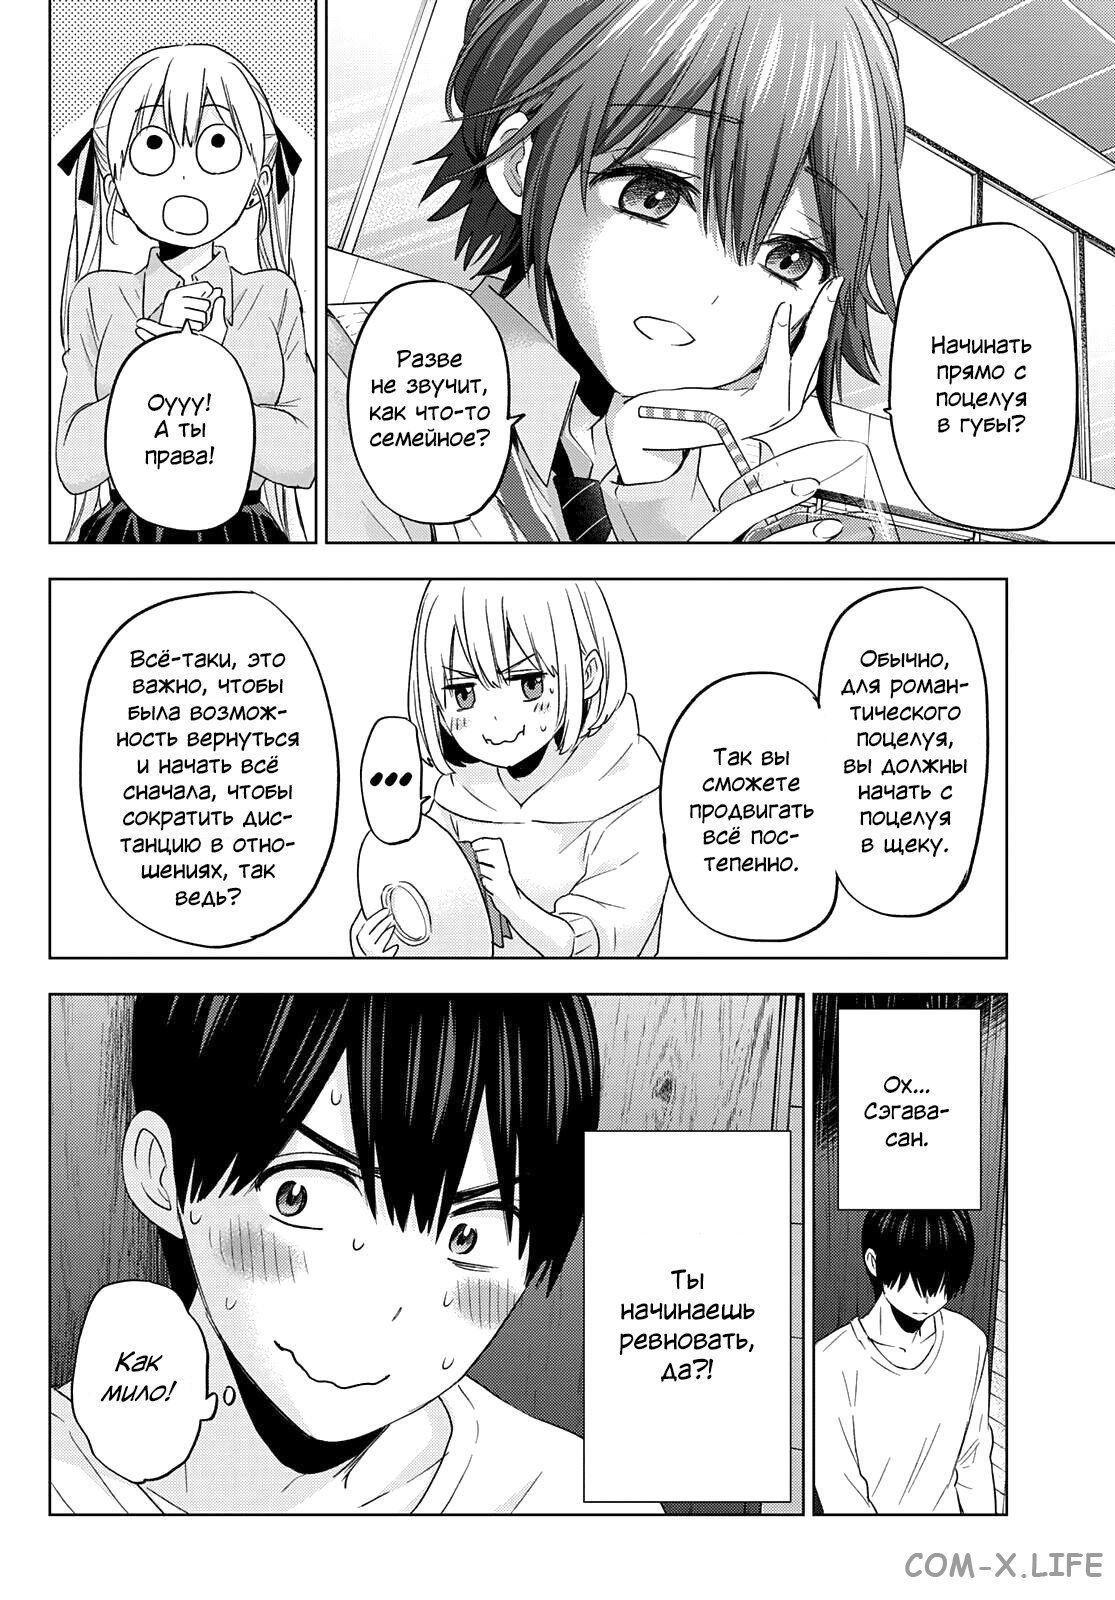 Начинать
прямо с
поцелуя
в губы?
Разве
не звучит,
как что-то
семейное?
Оууу!
А ты
права!
Обычно,
для роман-
тического
поцелуя,
вы должны
начать с
поцелуя
в щеку.
Так вы
сможете
продвигать
всё пос-
тепенно.
...
Всё-таки, это
важно, чтобы
была возмож-
ность вернуться
и начать всё
сначала, чтобы
сократить дис-
танцию в отно-
шениях, так
ведь?
Ох...
Сэгава-
сан.
Ты
начинаешь
ревновать,
да?!
Как
мило!
COM-X.LIFE